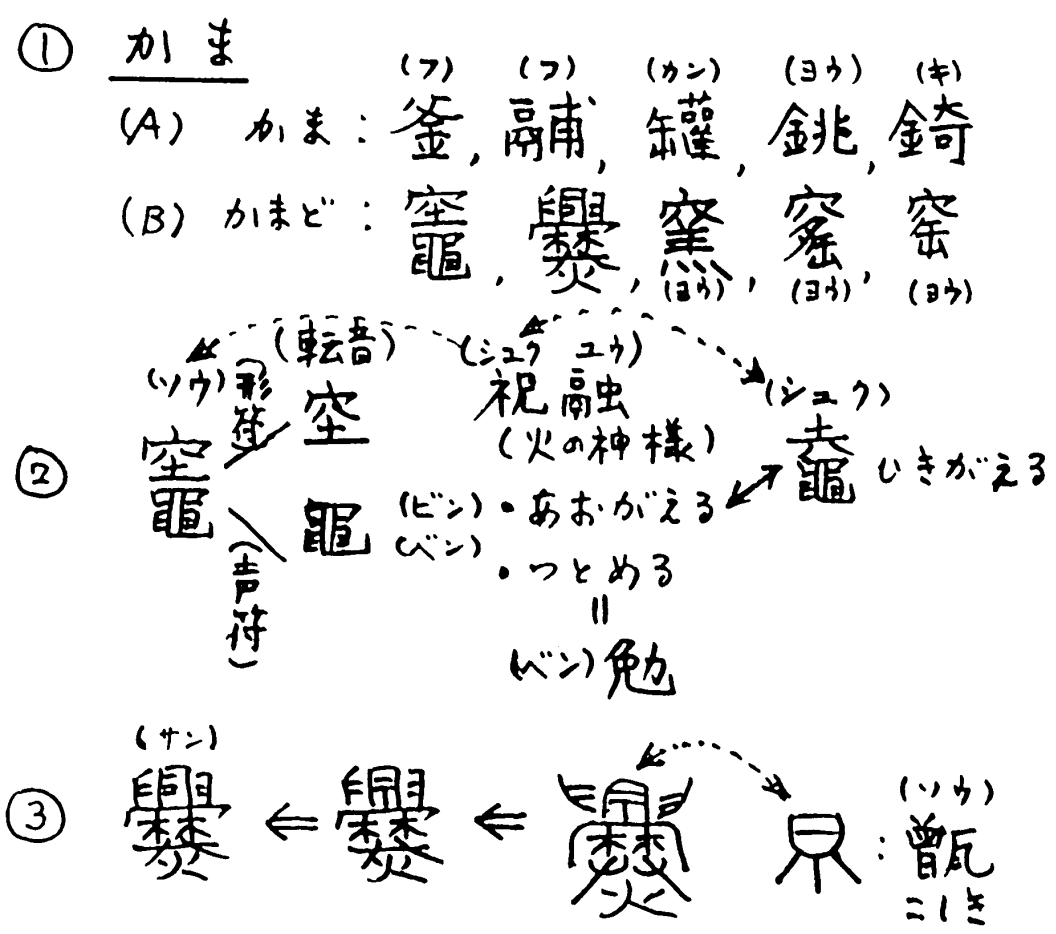 ① かま
(フ) (フ) (カン) (ヨウ) (キ)
(A) かま：釜, 鬴, 罐, 銚, 錡
(B) かまど：竈, 爨, 窯, 窰, 窑
(ヨウ) (ヨウ) (ヨウ)
(転音)
(ソウ) (形符) (シュク ユウ) (シュク)
祝融
(火の神様)
② 竈 鼀 ひきがえる
黽 (ビン) ・あおがえる
(ベン) ・つとめる
(声符)
(ベン) 勉
(サン)
③ 爨 ⇐ 爨 ⇐
(ソウ)
：甑
こしき